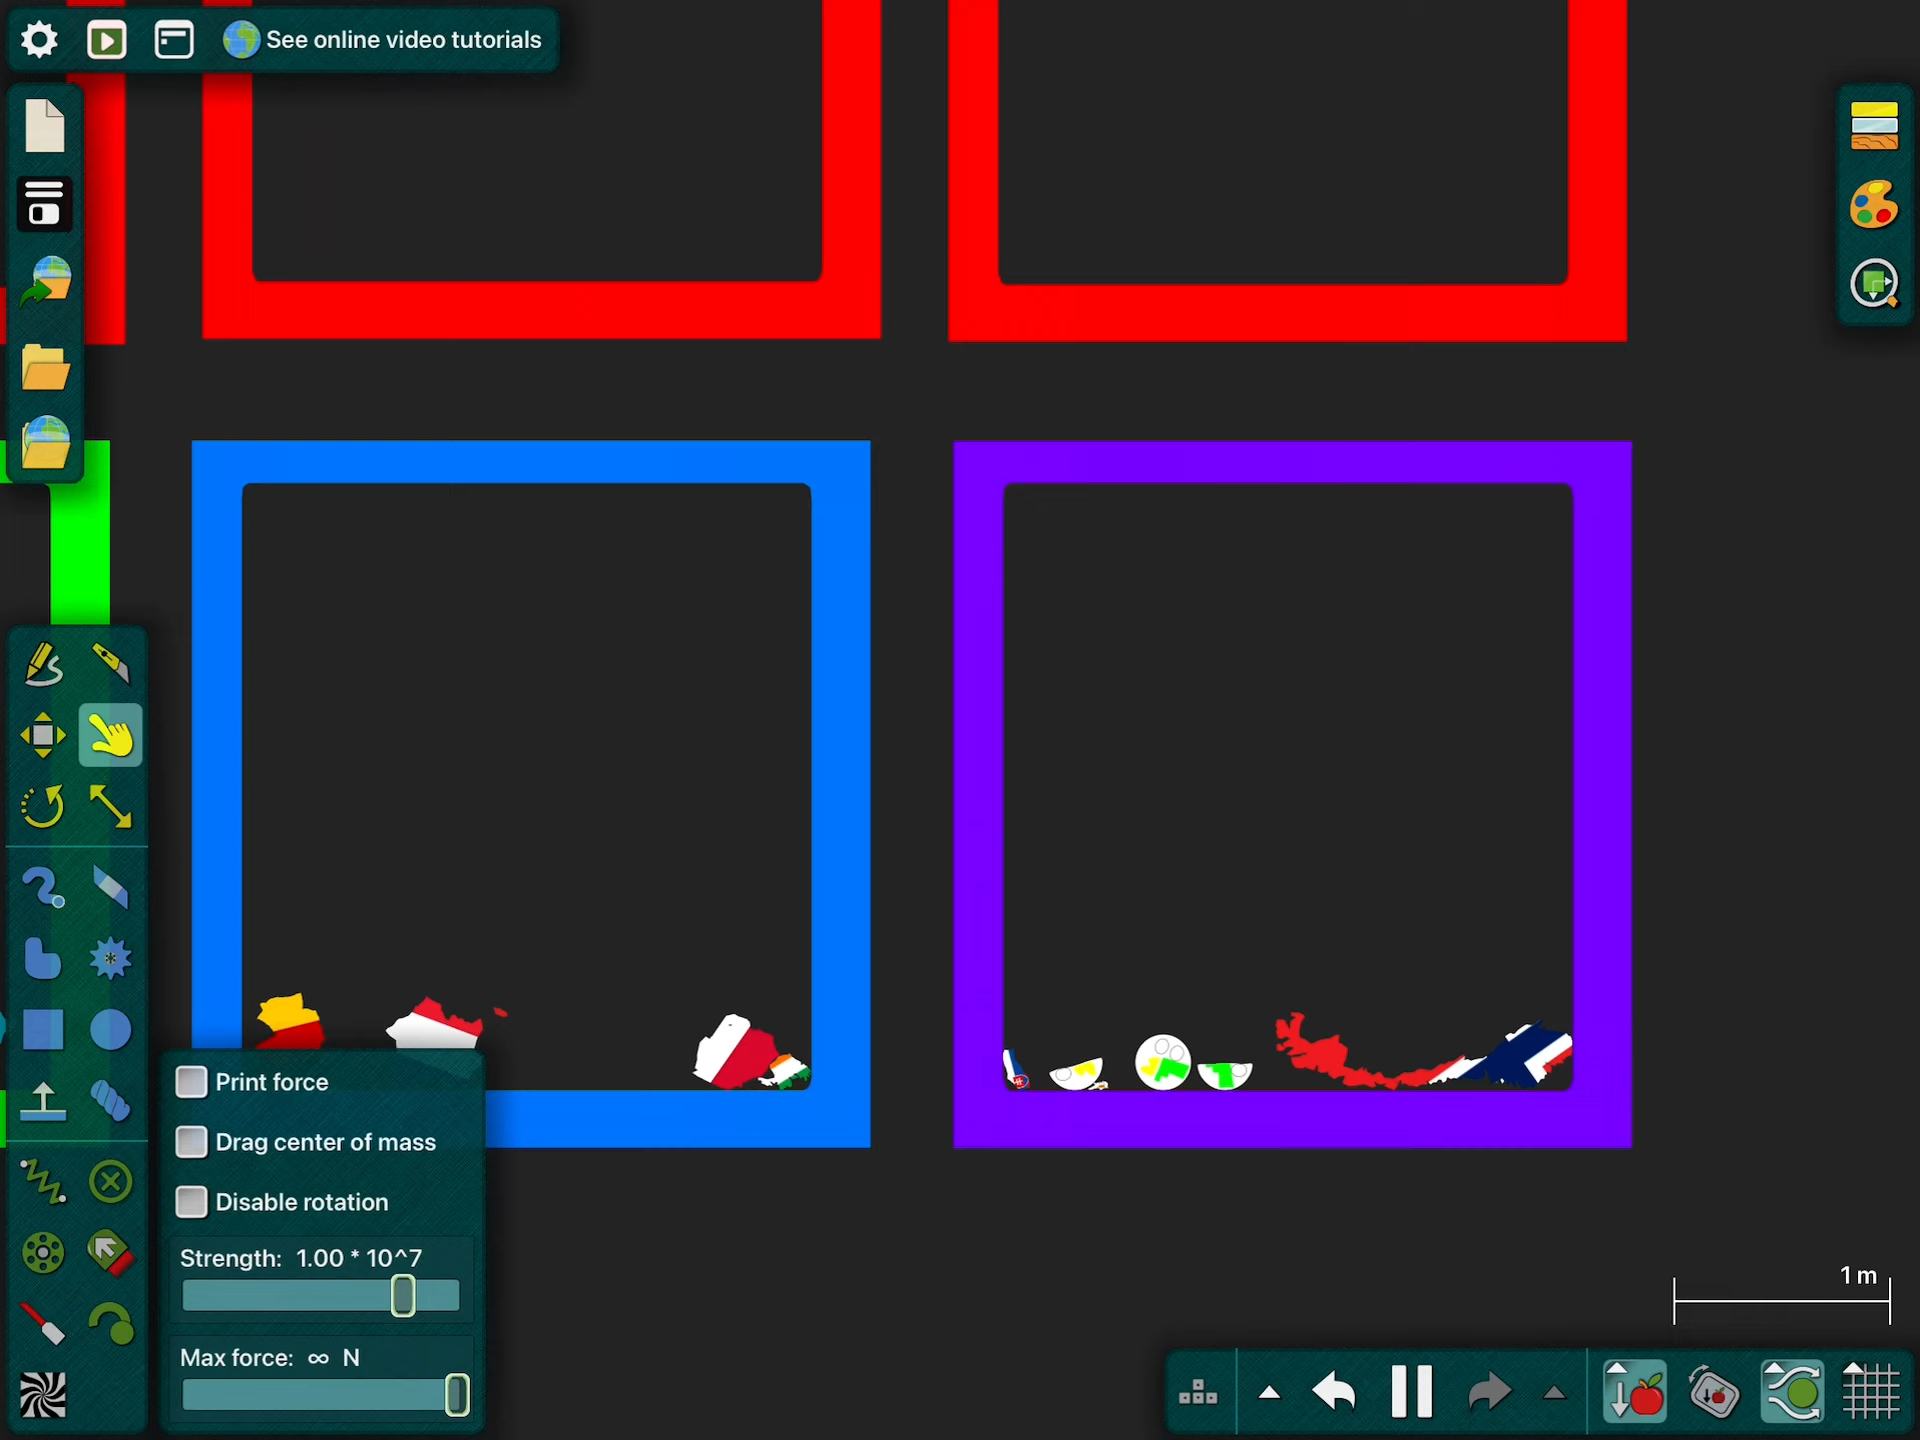 See online video tutorials
Print force
Drag center of mass
Disable rotation
Strength: 1.00 * 10^7
Max force: ∞ N
1 m